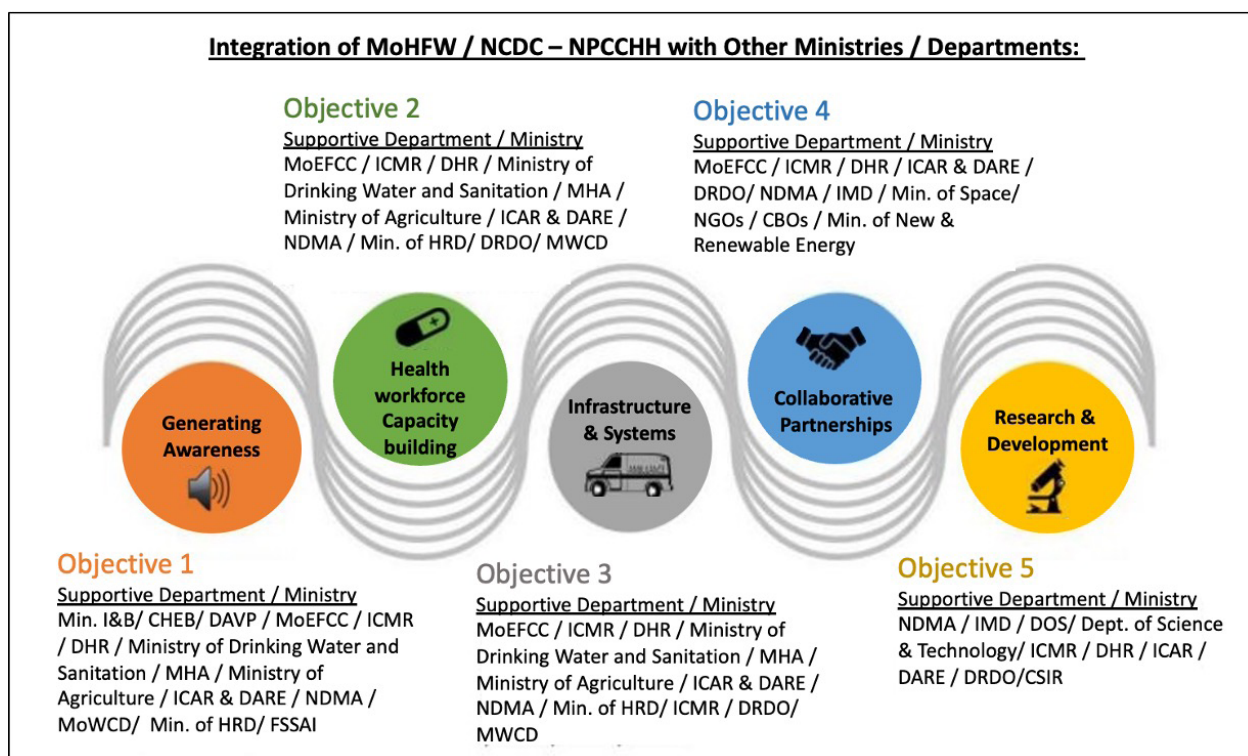 Integration of MoHFW / NCDC – NPCCHH with Other Ministries / Departments:
Objective 2
Supportive Department / Ministry
MoEFCC / ICMR / DHR / Ministry of
Drinking Water and Sanitation / MHA /
Ministry of Agriculture / ICAR & DARE /
NDMA / Min. of HRD/ DRDO/ MWCD
Objective 4
Supportive Department / Ministry
MoEFCC / ICMR / DHR / ICAR & DARE /
DRDO/ NDMA / IMD / Min. of Space/
NGOs / CBOs / Min. of New &
Renewable Energy
Generating
Awareness
Health
workforce
Capacity
building
Infrastructure
& Systems
AMBULANCE
Collaborative
Partnerships
Research &
Development
Objective 1
Supportive Department / Ministry
Min. I&B/ CHEB/ DAVP / MoEFCC / ICMR
/ DHR / Ministry of Drinking Water and
Sanitation / MHA / Ministry of
Agriculture / ICAR & DARE / NDMA /
MoWCD/ Min. of HRD/ FSSAI
Objective 3
Supportive Department / Ministry
MoEFCC / ICMR / DHR / Ministry of
Drinking Water and Sanitation / MHA /
Ministry of Agriculture / ICAR & DARE /
NDMA / Min. of HRD/ ICMR / DRDO/
MWCD
Objective 5
Supportive Department / Ministry
NDMA / IMD / DOS/ Dept. of Science
& Technology/ ICMR / DHR / ICAR /
DARE / DRDO/CSIR